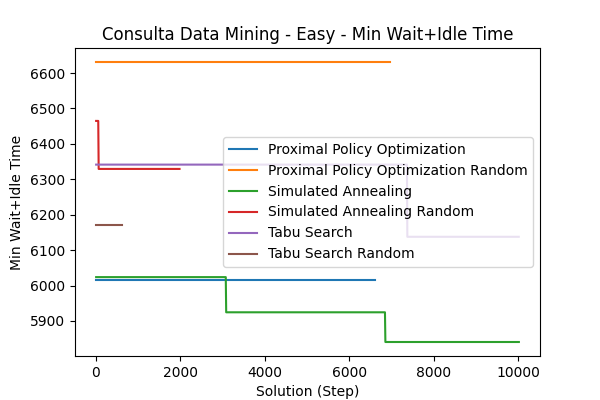 Consulta Data Mining - Easy - Min Wait+Idle Time
Min Wait+Idle Time
6600
6500
6400
6300
6200
6100
6000
5900
Proximal Policy Optimization
Proximal Policy Optimization Random
Simulated Annealing
Simulated Annealing Random
Tabu Search
Tabu Search Random
0 2000 4000 6000 8000 10000
Solution (Step)